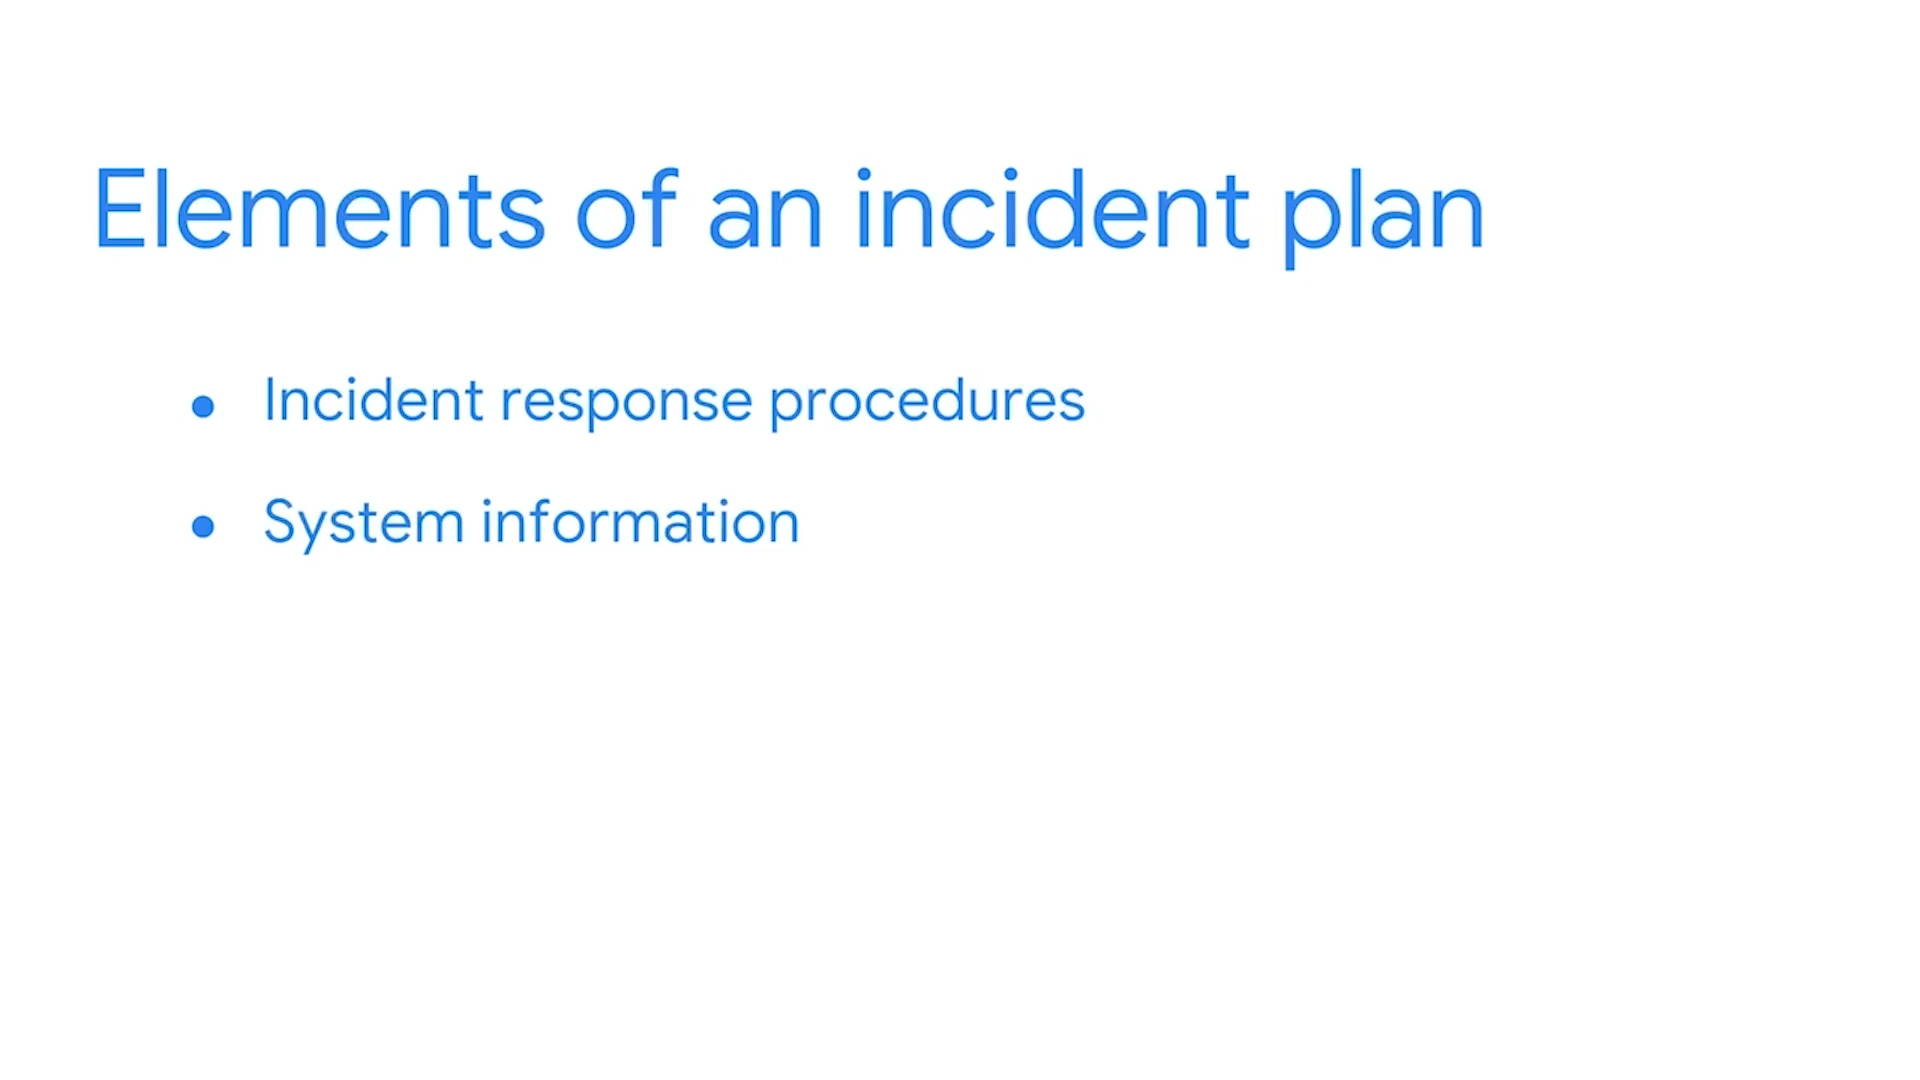 Elements of an incident plan
● Incident response procedures
● System information